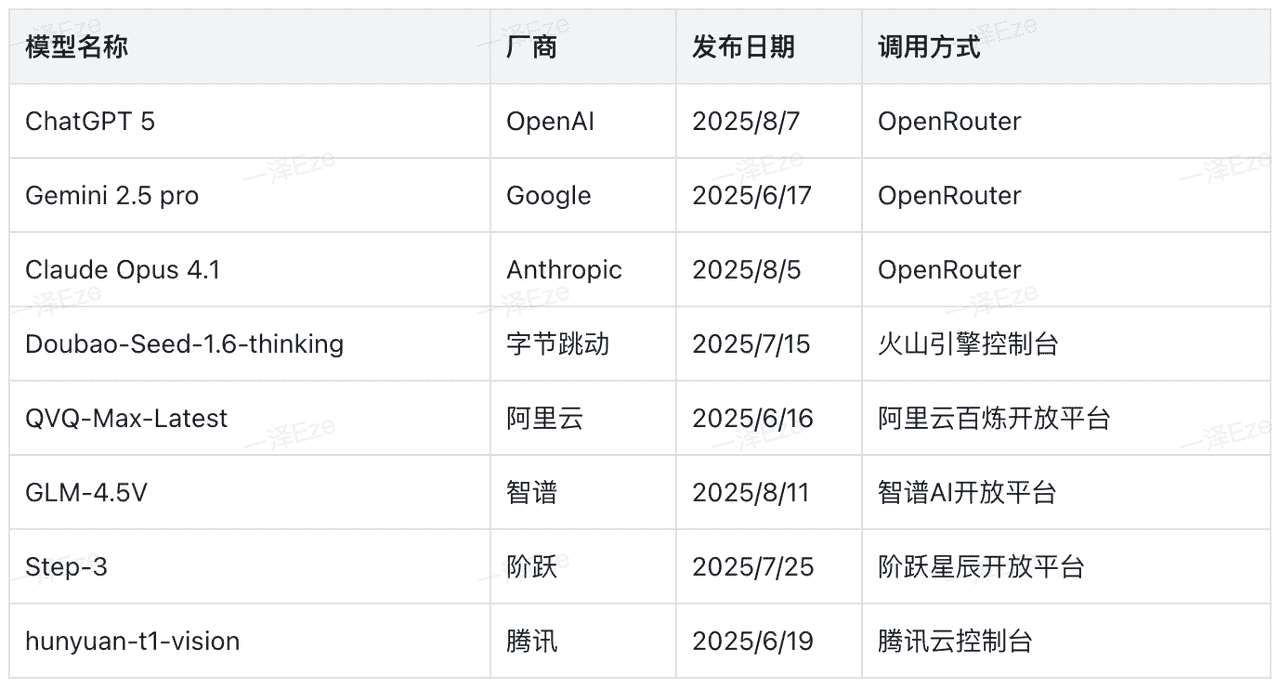 模型名称 厂商 发布日期 调用方式
ChatGPT 5 OpenAI 2025/8/7 OpenRouter
Gemini 2.5 pro Google 2025/6/17 OpenRouter
Claude Opus 4.1 Anthropic 2025/8/5 OpenRouter
Doubao-Seed-1.6-thinking 字节跳动 2025/7/15 火山引擎控制台
QVQ-Max-Latest 阿里云 2025/6/16 阿里云百炼开放平台
GLM-4.5V 智谱 2025/8/11 智谱AI开放平台
Step-3 阶跃 2025/7/25 阶跃星辰开放平台
hunyuan-t1-vision 腾讯 2025/6/19 腾讯云控制台
一泽Eze